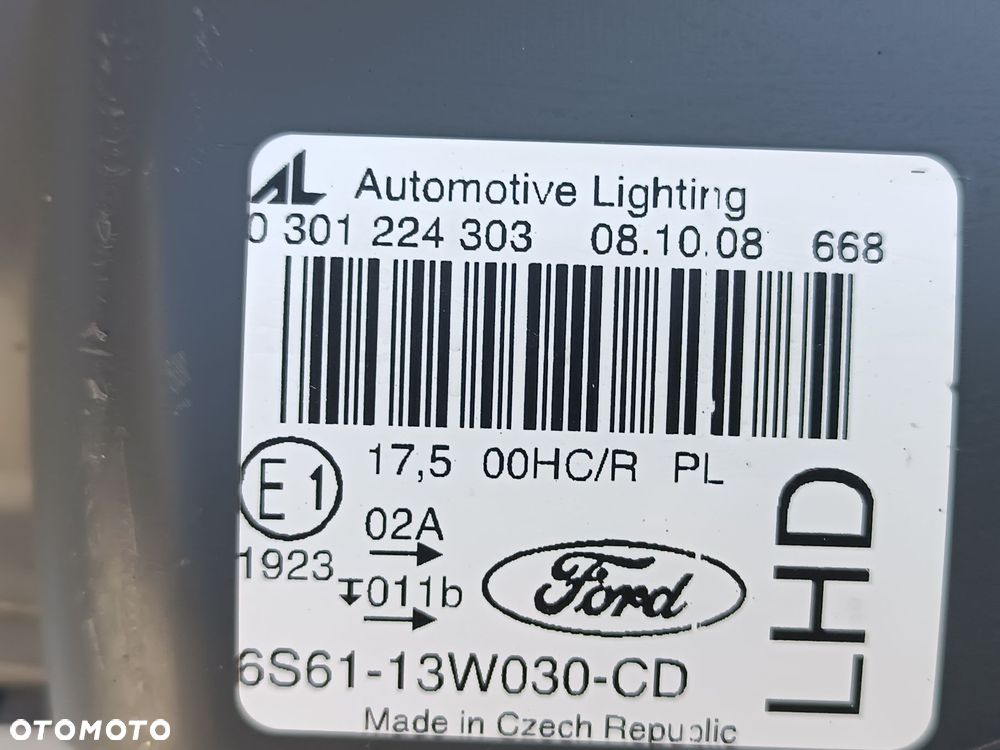 AL Automotive Lighting
0 301 224 303 08.10.08 668
E1 17,5 00HC/R PL
02A
1923
011b
Ford
6S61-13W030-CD
Made in Czech Republic
LHD
OTOMOTO